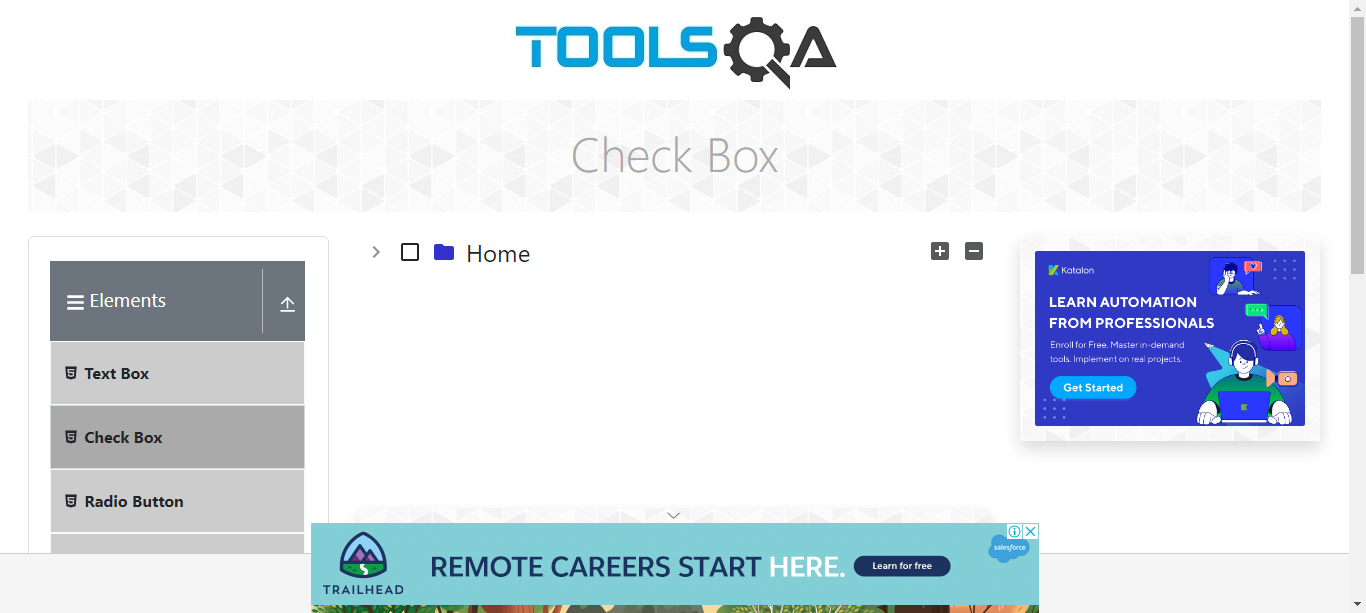 TOOLSQA
Check Box
Elements
Text Box
Check Box
Radio Button
Home
Katalon
LEARN AUTOMATION
FROM PROFESSIONALS
Enroll for Free. Master in-demand
tools. Implement on real projects.
Get Started
TRAILHEAD
REMOTE CAREERS START HERE.
Learn for free
salesforce